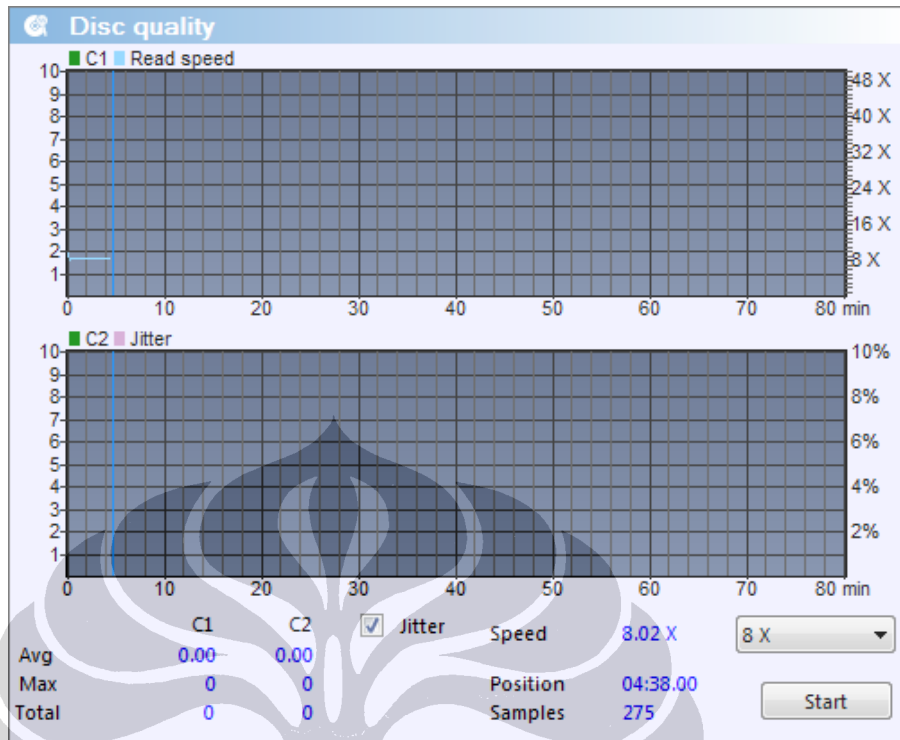 Disc quality
C1 Read speed
10
9
8
7
6
5
4
3
2
1
48 X
40 X
32 X
24 X
16 X
8 X
0 10 20 30 40 50 60 70 80 min
C2 Jitter
10
9
8
7
6
5
4
3
2
1
10%
8%
6%
4%
2%
0 10 20 30 40 50 60 70 80 min
C1 C2 Jitter
Speed 8.02 X 8 X
Avg 0.00 0.00
Max 0 0 Position 04:38.00
Total 0 0 Samples 275
Start